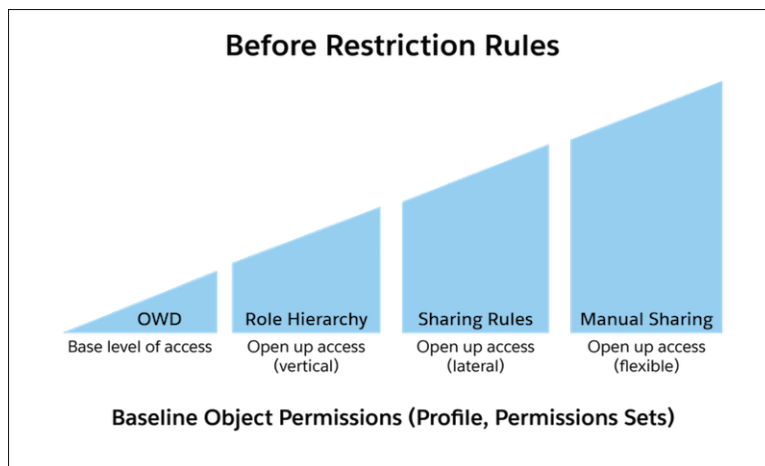 Before Restriction Rules
OWD
Role Hierarchy
Sharing Rules
Manual Sharing
Base level of access
Open up access
(vertical)
Open up access
(lateral)
Open up access
(flexible)
Baseline Object Permissions (Profile, Permissions Sets)